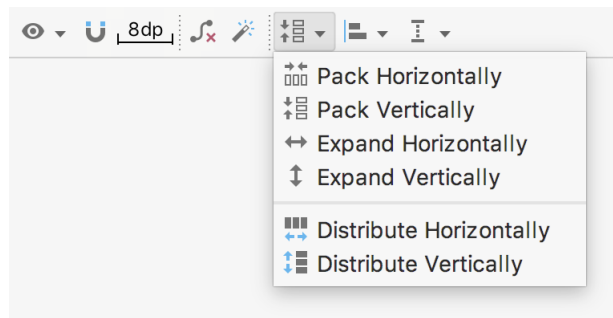 8dp
Pack Horizontally
Pack Vertically
Expand Horizontally
Expand Vertically
Distribute Horizontally
Distribute Vertically